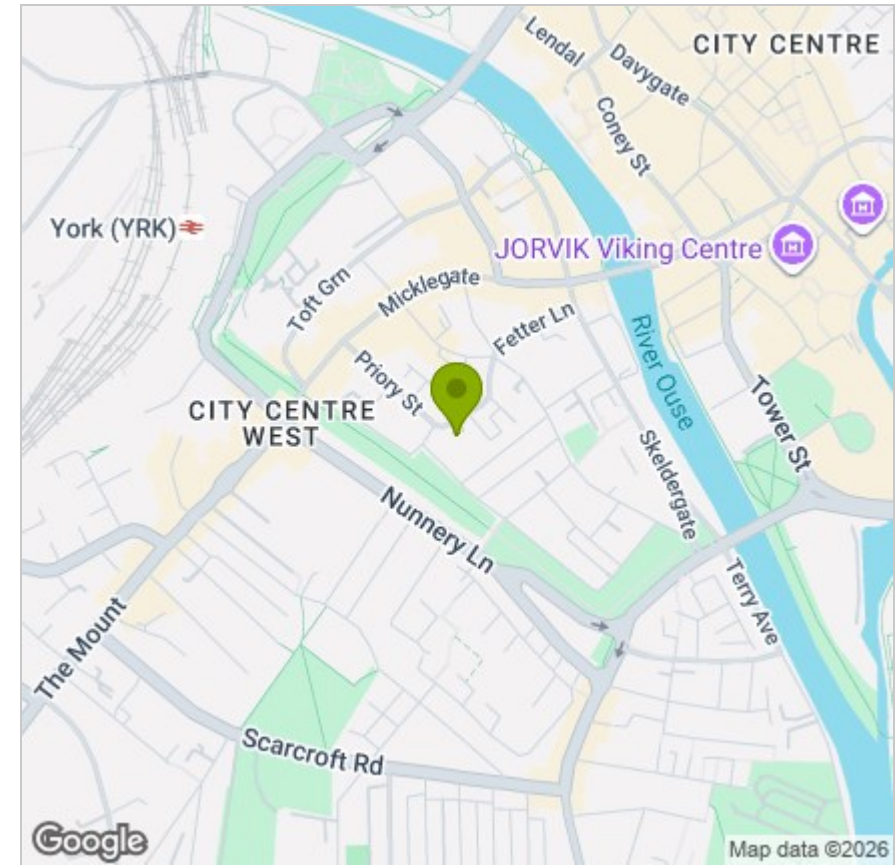 CITY CENTRE
Lendal
Davygate
Coney St
York (YRK)
JORVIK Viking Centre
Toft Grn
Micklegate
Fetter Ln
River Ouse
Priory St
CITY CENTRE
WEST
Tower St
Skeldergate
Nunnery Ln
Terry Ave
The Mount
Scarcroft Rd
Google
Map data ©2026